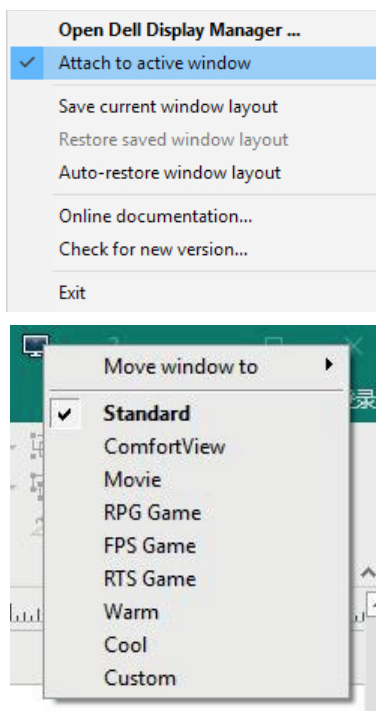 Open Dell Display Manager ...
Attach to active window
Save current window layout
Restore saved window layout
Auto-restore window layout
Online documentation...
Check for new version...
Exit
Move window to
录
Standard
ComfortView
Movie
RPG Game
FPS Game
RTS Game
Warm
Cool
Custom